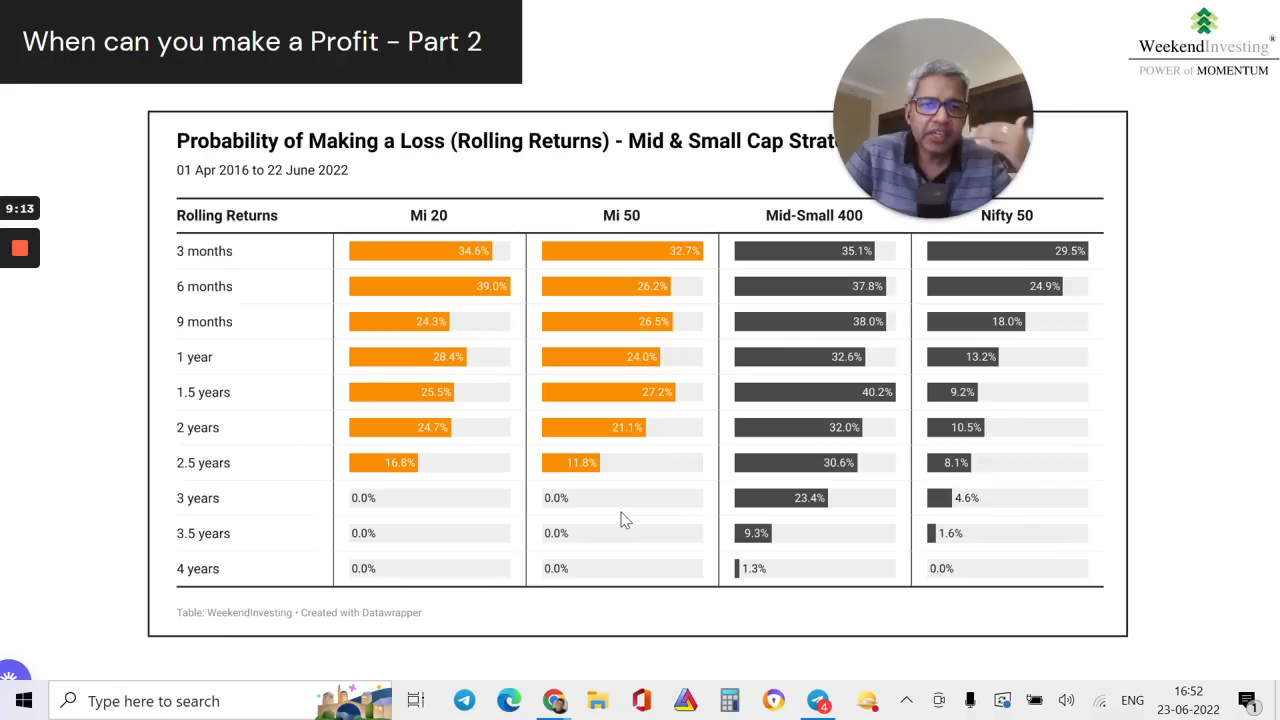 When can you make a Profit – Part 2
WeekendInvesting®
POWER of MOMENTUM
Probability of Making a Loss (Rolling Returns) - Mid & Small Cap
01 Apr 2016 to 22 June 2022
9:13
Rolling Returns Mi 20 Mi 50 Mid-Small 400 Nifty 50
3 months 34.6% 32.7% 35.1% 29.5%
6 months 39.0% 26.2% 37.8% 24.9%
9 months 24.3% 26.5% 38.0% 18.0%
1 year 28.4% 24.0% 32.6% 13.2%
1.5 years 25.5% 27.2% 40.2% 9.2%
2 years 24.7% 21.1% 32.0% 10.5%
2.5 years 16.8% 11.8% 30.6% 8.1%
3 years 0.0% 0.0% 23.4% 4.6%
3.5 years 0.0% 0.0% 9.3% 1.6%
4 years 0.0% 0.0% 1.3% 0.0%
Table: WeekendInvesting • Created with Datawrapper
Type here to search
4
ENG
16:52
23-06-2022
1